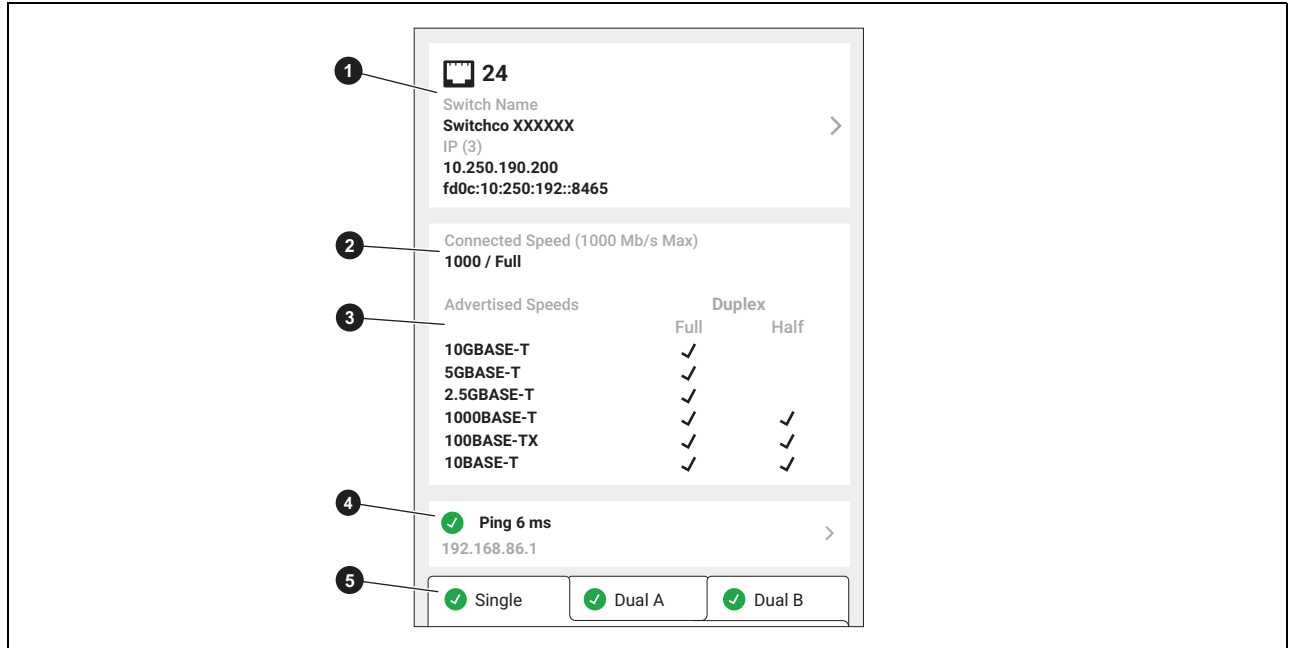 1
24
Switch Name
Switchco XXXXXX
IP (3)
10.250.190.200
fd0c:10:250:192::8465
2
Connected Speed (1000 Mb/s Max)
1000 / Full
Advertised Speeds Duplex
3
Full Half
10GBASE-T
5GBASE-T
2.5GBASE-T
1000BASE-T
100BASE-TX
10BASE-T
4
Ping 6 ms
192.168.86.1
5
Single Dual A Dual B